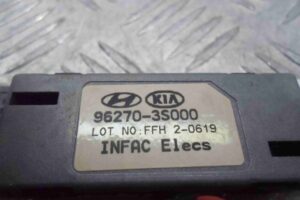 KIA
96270-3S000
LOT NO:FFH 2-0619
INFAC Elecs